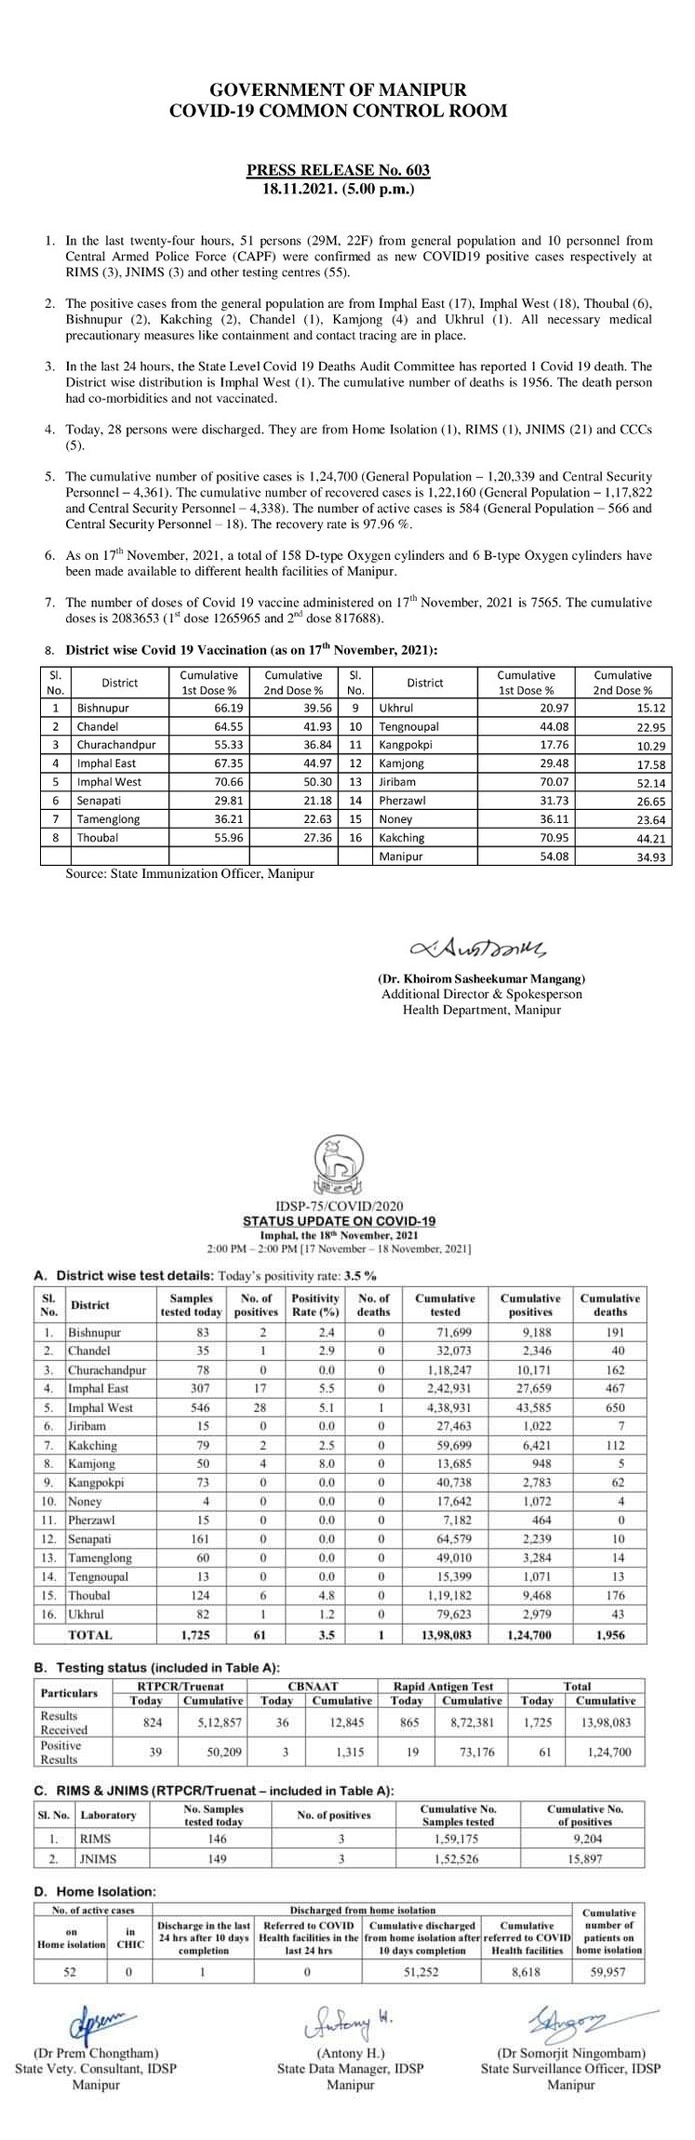 GOVERNMENT OF MANIPUR
COVID-19 COMMON CONTROL ROOM
PRESS RELEASE No. 603
18.11.2021. (5.00 p.m.)
1. In the last twenty-four hours, 51 persons (29M, 22F) from general population and 10 personnel from
Central Armed Police Force (CAPF) were confirmed as new COVID19 positive cases respectively at
RIMS (3), JNIMS (3) and other testing centres (55).
2. The positive cases from the general population are from Imphal East (17), Imphal West (18), Thoubal (6),
Bishnupur (2), Kakching (2), Chandel (1), Kamjong (4) and Ukhrul (1). All necessary medical
precautionary measures like containment and contact tracing are in place.
3. In the last 24 hours, the State Level Covid 19 Deaths Audit Committee has reported 1 Covid 19 death. The
District wise distribution is Imphal West (1). The cumulative number of deaths is 1956. The death person
had co-morbidities and not vaccinated.
4. Today, 28 persons were discharged. They are from Home Isolation (1), RIMS (1), JNIMS (21) and CCCs
(5).
5. The cumulative number of positive cases is 1,24,700 (General Population – 1,20,339 and Central Security
Personnel – 4,361). The cumulative number of recovered cases is 1,22,160 (General Population – 1,17,822
and Central Security Personnel – 4,338). The number of active cases is 584 (General Population – 566 and
Central Security Personnel – 18). The recovery rate is 97.96 %.
6. As on 17th November, 2021, a total of 158 D-type Oxygen cylinders and 6 B-type Oxygen cylinders have
been made available to different health facilities of Manipur.
7. The number of doses of Covid 19 vaccine administered on 17th November, 2021 is 7565. The cumulative
doses is 2083653 (1st dose 1265965 and 2nd dose 817688).
8. District wise Covid 19 Vaccination (as on 17th November, 2021):
Sl. No. District Cumulative 1st Dose % Cumulative 2nd Dose % Sl. No. District Cumulative 1st Dose % Cumulative 2nd Dose %
1 Bishnupur 66.19 39.56 9 Ukhrul 20.97 15.12
2 Chandel 64.55 41.93 10 Tengnoupal 44.08 22.95
3 Churachandpur 55.33 36.84 11 Kangpokpi 17.76 10.29
4 Imphal East 67.35 44.97 12 Kamjong 29.48 17.58
5 Imphal West 70.66 50.30 13 Jiribam 70.07 52.14
6 Senapati 29.81 21.18 14 Pherzawl 31.73 26.65
7 Tamenglong 36.21 22.63 15 Noney 36.11 23.64
8 Thoubal 55.96 27.36 16 Kakching 70.95 44.21
Manipur 54.08 34.93
Source: State Immunization Officer, Manipur
(Dr. Khoirom Sasheekumar Mangang)
Additional Director & Spokesperson
Health Department, Manipur
IDSP-75/COVID/2020
STATUS UPDATE ON COVID-19
Imphal, the 18th November, 2021
2:00 PM – 2:00 PM [17 November – 18 November, 2021]
A. District wise test details: Today's positivity rate: 3.5 %
Sl. No. District Samples tested today No. of positives Positivity Rate (%) No. of deaths Cumulative tested Cumulative positives Cumulative deaths
1. Bishnupur 83 2 2.4 0 71,699 9,188 191
2. Chandel 35 1 2.9 0 32,073 2,346 40
3. Churachandpur 78 0 0.0 0 1,18,247 10,171 162
4. Imphal East 307 17 5.5 0 2,42,931 27,659 467
5. Imphal West 546 28 5.1 1 4,38,931 43,585 650
6. Jiribam 15 0 0.0 0 27,463 1,022 7
7. Kakching 79 2 2.5 0 59,699 6,421 112
8. Kamjong 50 4 8.0 0 13,685 948 5
9. Kangpokpi 73 0 0.0 0 40,738 2,783 62
10. Noney 4 0 0.0 0 17,642 1,072 4
11. Pherzawl 15 0 0.0 0 7,182 464 0
12. Senapati 161 0 0.0 0 64,579 2,239 10
13. Tamenglong 60 0 0.0 0 49,010 3,284 14
14. Tengnoupal 13 0 0.0 0 15,399 1,071 13
15. Thoubal 124 6 4.8 0 1,19,182 9,468 176
16. Ukhrul 82 1 1.2 0 79,623 2,979 43
TOTAL 1,725 61 3.5 1 13,98,083 1,24,700 1,956
B. Testing status (included in Table A):
Particulars RTPCR/Truenat CBNAAT Rapid Antigen Test Total
Today Cumulative Today Cumulative Today Cumulative Today Cumulative
Results Received 824 5,12,857 36 12,845 865 8,72,381 1,725 13,98,083
Positive Results 39 50,209 3 1,315 19 73,176 61 1,24,700
C. RIMS & JNIMS (RTPCR/Truenat – included in Table A):
Sl. No. Laboratory No. Samples tested today No. of positives Cumulative No. Samples tested Cumulative No. of positives
1. RIMS 146 3 1,59,175 9,204
2. JNIMS 149 3 1,52,526 15,897
D. Home Isolation:
No. of active cases Discharged from home isolation Cumulative number of patients on home isolation
on Home isolation in CHIC Discharge in the last 24 hrs after 10 days completion Referred to COVID Health facilities in the last 24 hrs Cumulative discharged from home isolation after 10 days completion Cumulative referred to COVID Health facilities
52 0 1 0 51,252 8,618 59,957
Antony H.
(Dr Prem Chongtham) (Antony H.) (Dr Somorjit Ningombam)
State Vety. Consultant, IDSP State Data Manager, IDSP State Surveillance Officer, IDSP
Manipur Manipur Manipur